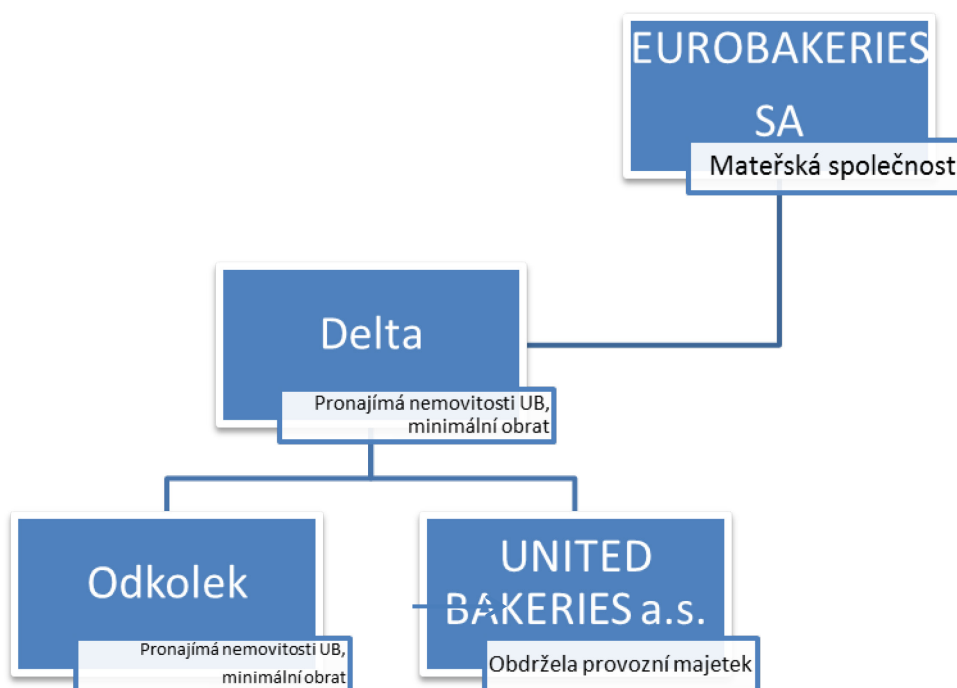 EUROBAKERIES
SA
Mateřská společnost
Delta
Pronajímá nemovitosti UB,
minimální obrat
Odkolek
Pronajímá nemovitosti UB,
minimální obrat
UNITED
BAKERIES a.s.
Obdržela provozní majetek